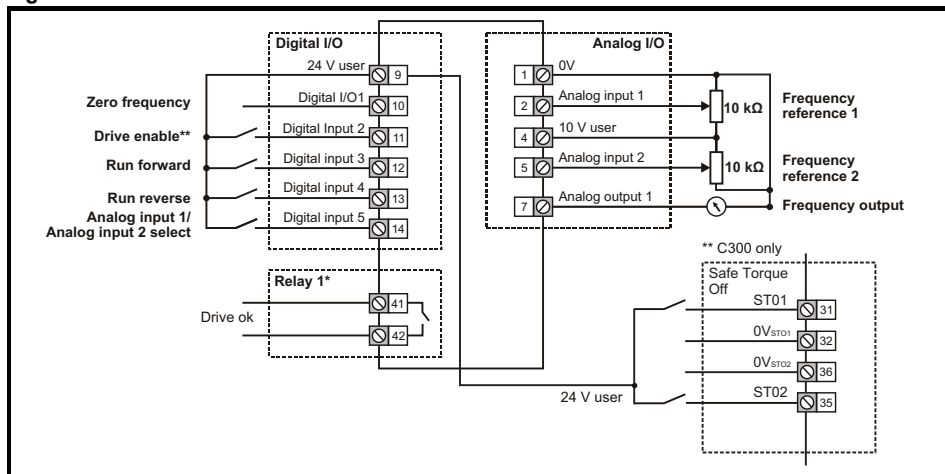 Digital I/O
24 V user
9
Zero frequency
Digital I/O1
10
Drive enable**
Digital Input 2
11
Run forward
Digital input 3
12
Run reverse
Digital input 4
13
Analog input 1/
Analog input 2 select
Digital input 5
14
Relay 1*
Drive ok
41
42
Analog I/O
1
0V
2
Analog input 1
10 kΩ
Frequency
reference 1
4
10 V user
5
Analog input 2
10 kΩ
Frequency
reference 2
7
Analog output 1
Frequency output
** C300 only
Safe Torque
Off
ST01
31
0VSTO1
32
0VSTO2
36
24 V user
ST02
35